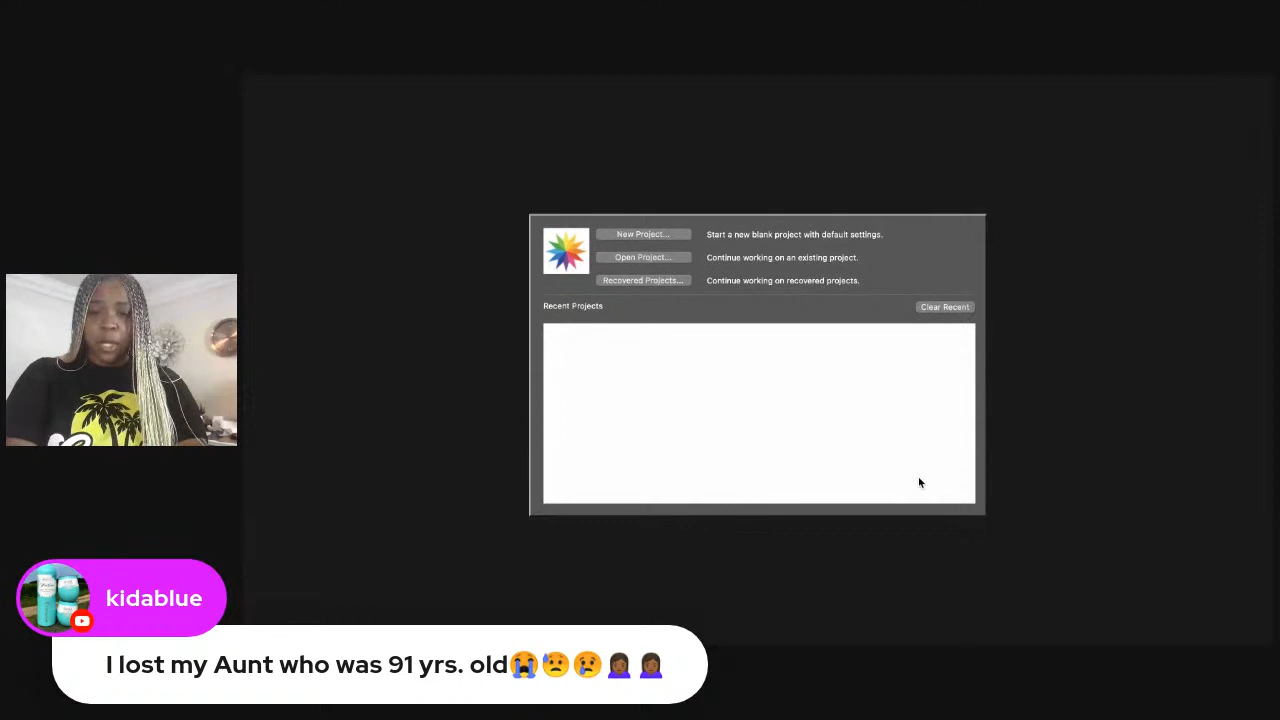 New Project...
Start a new blank project with default settings.
Open Project...
Continue working on an existing project.
Recovered Projects...
Continue working on recovered projects.
Recent Projects
Clear Recent
kidablue
I lost my Aunt who was 91 yrs. old😭😓😢🤷🏾‍♀️🤷🏾‍♀️